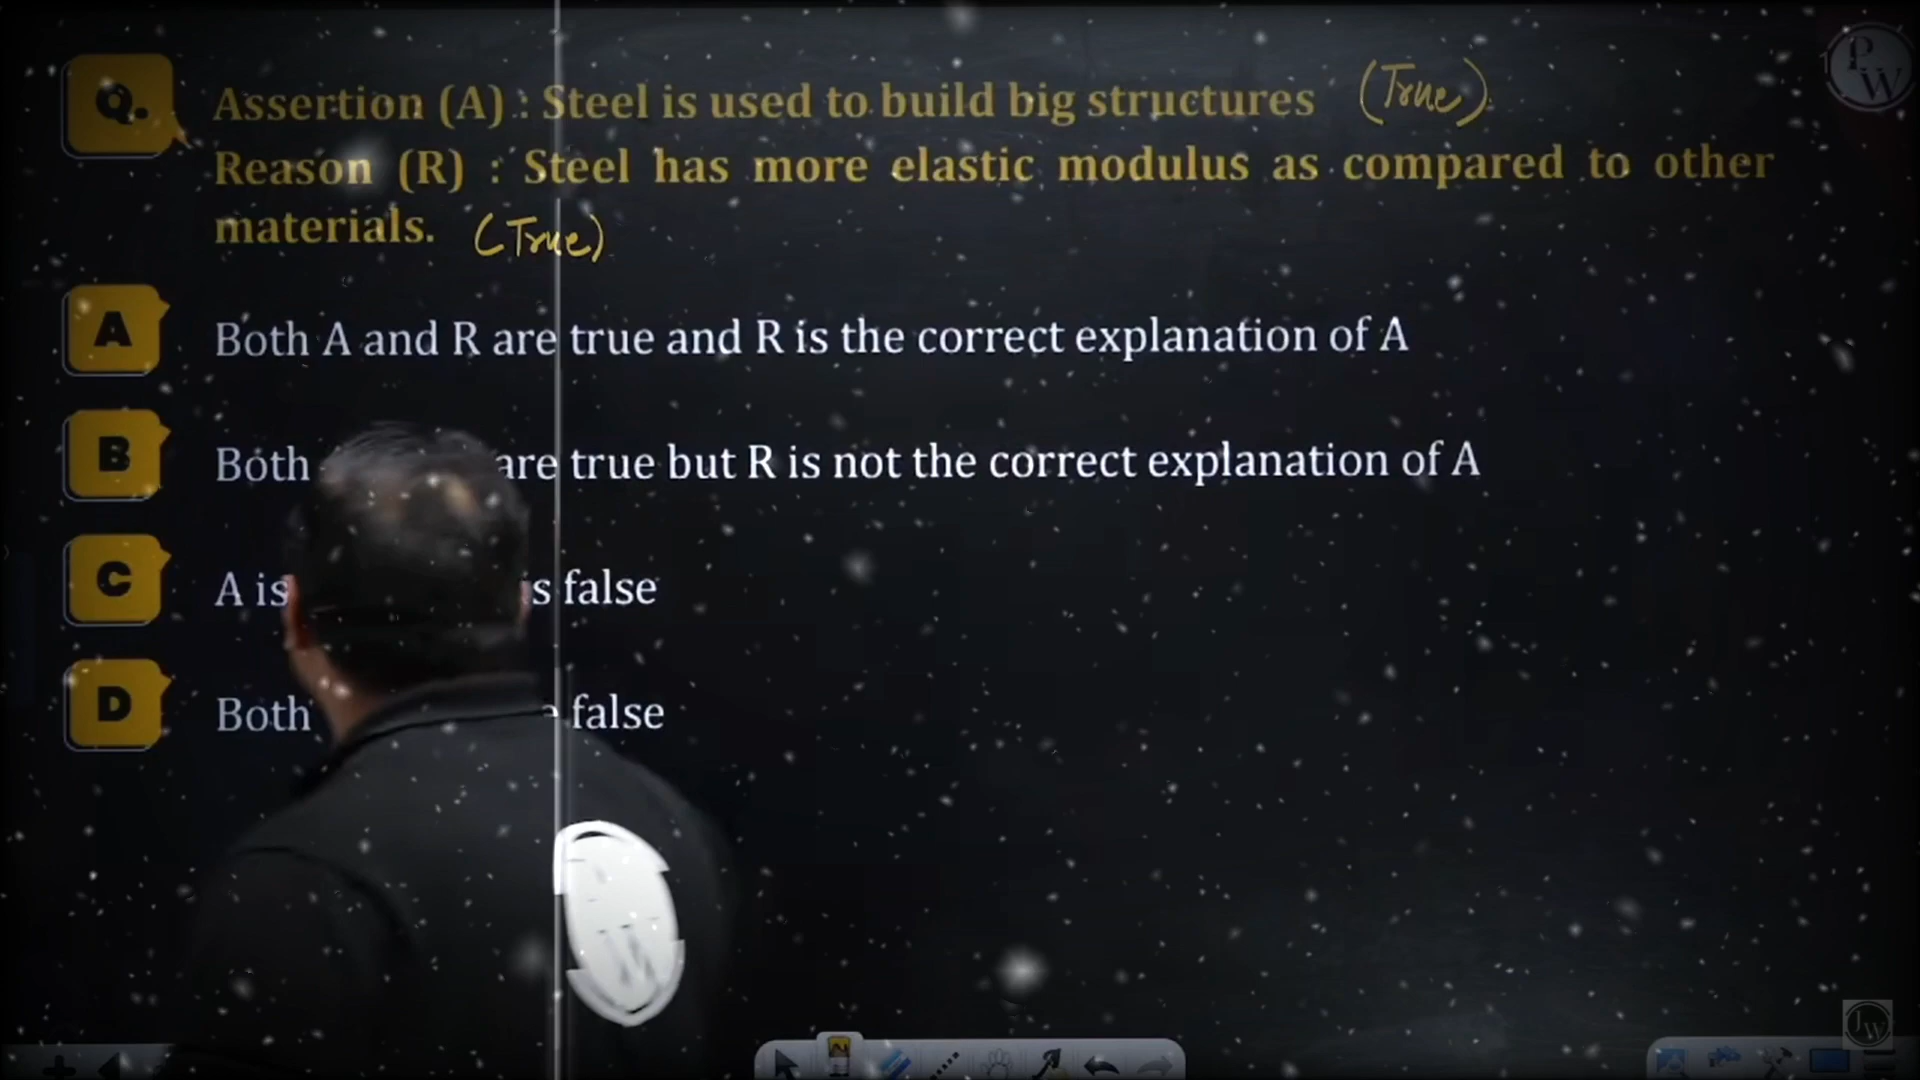 Q.
Assertion (A) : Steel is used to build big structures (True)
Reason (R) : Steel has more elastic modulus as compared to other
materials. (True)
A Both A and R are true and R is the correct explanation of A
B Both are true but R is not the correct explanation of A
C A is false
D Both false
PW
JW